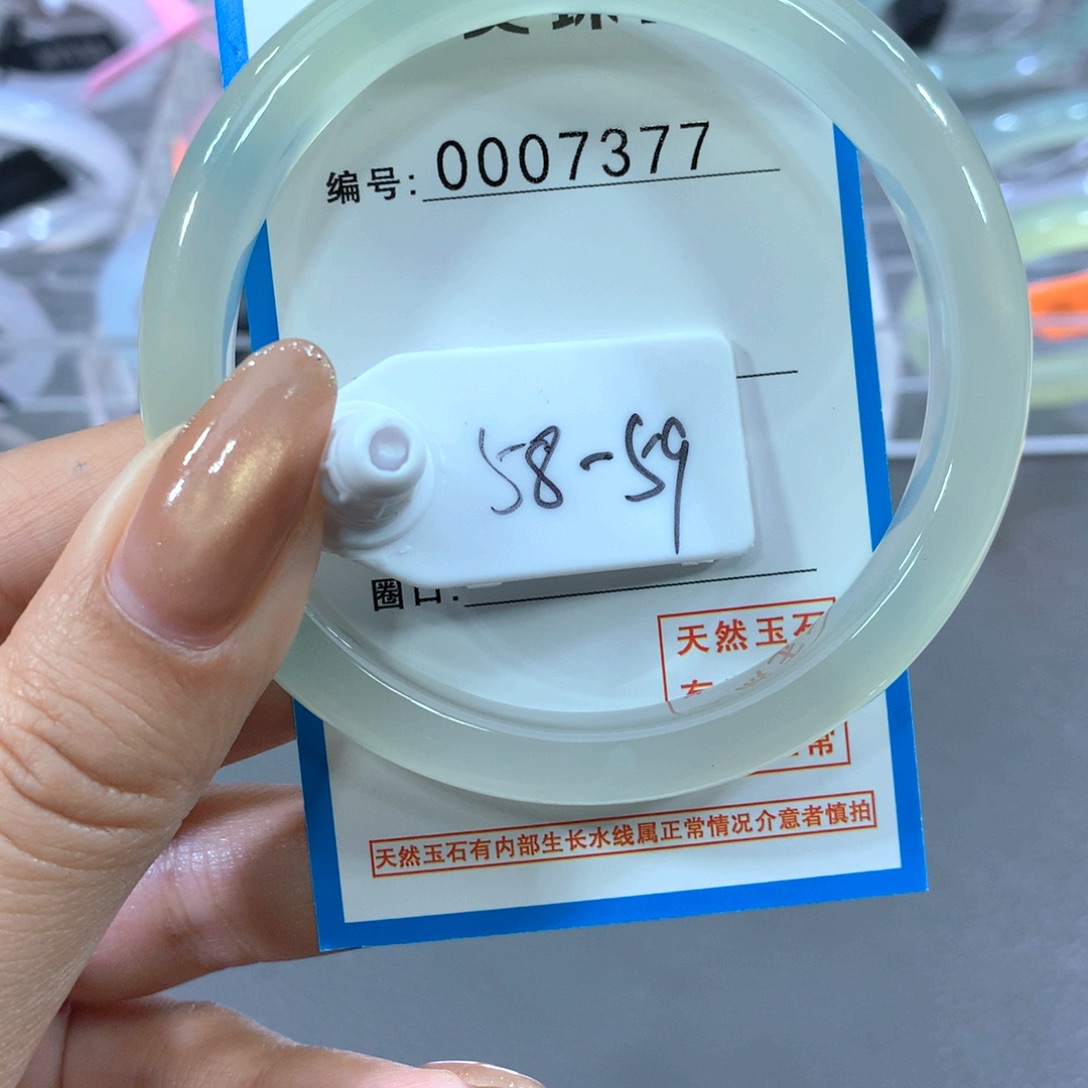 编号: 0007377
58-59
圈口:
天然玉石
常
天然玉石有内部生长水线属正常情况介意者慎拍